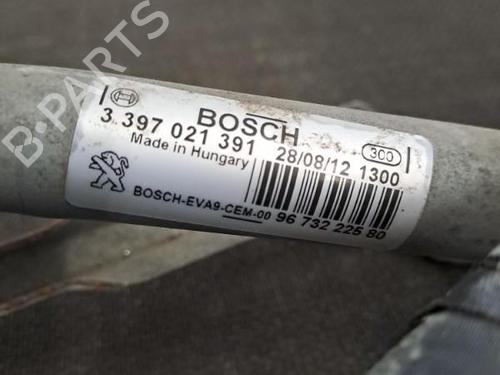 BOSCH
3 397 021 391
Made in Hungary
28/08/12 1300
300
BOSCH-EVA9-CEM-00
96 732 225 80
B-PARTS